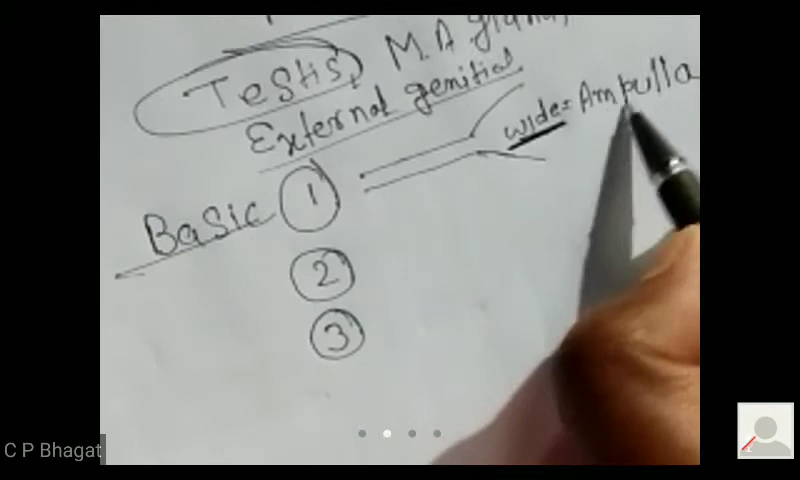 Testis, M.A gland,
External genitial
wide = Ampulla
Basic 1
2
3
C P Bhagat